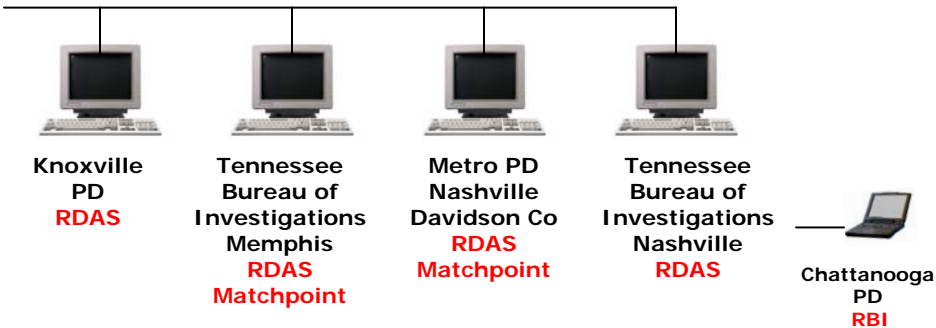 Knoxville
PD
RDAS
Tennessee
Bureau of
Investigations
Memphis
RDAS
Matchpoint
Metro PD
Nashville
Davidson Co
RDAS
Matchpoint
Tennessee
Bureau of
Investigations
Nashville
RDAS
Chattanooga
PD
RBI